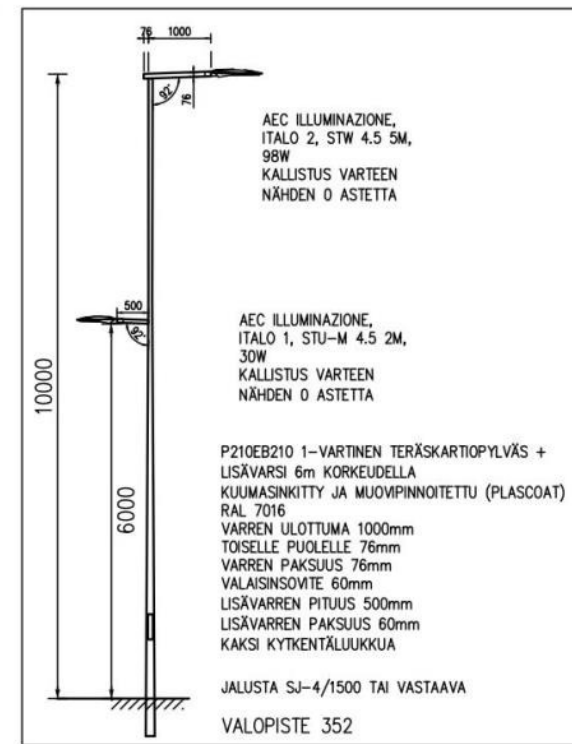 76 1000
92°
76
AEC ILLUMINAZIONE,
ITALO 2, STW 4.5 5M,
98W
KALLISTUS VARTEEN
NÄHDEN 0 ASTETTA
500
92°
AEC ILLUMINAZIONE,
ITALO 1, STU-M 4.5 2M,
30W
KALLISTUS VARTEEN
NÄHDEN 0 ASTETTA
10000
6000
P210EB210 1-VARTINEN TERÄSKARTIOPYLVÄS +
LISÄVARSI 6m KORKEUDELLA
KUUMASINKITTY JA MUOVIPINNOITETTU (PLASCOAT)
RAL 7016
VARREN ULOTTUMA 1000mm
TOISELLE PUOLELLE 76mm
VARREN PAKSUUS 76mm
VALAISINSOVITE 60mm
LISÄVARREN PITUUS 500mm
LISÄVARREN PAKSUUS 60mm
KAKSI KYTKENTÄLUUKKUA
JALUSTA SJ-4/1500 TAI VASTAAVA
VALOPISTE 352